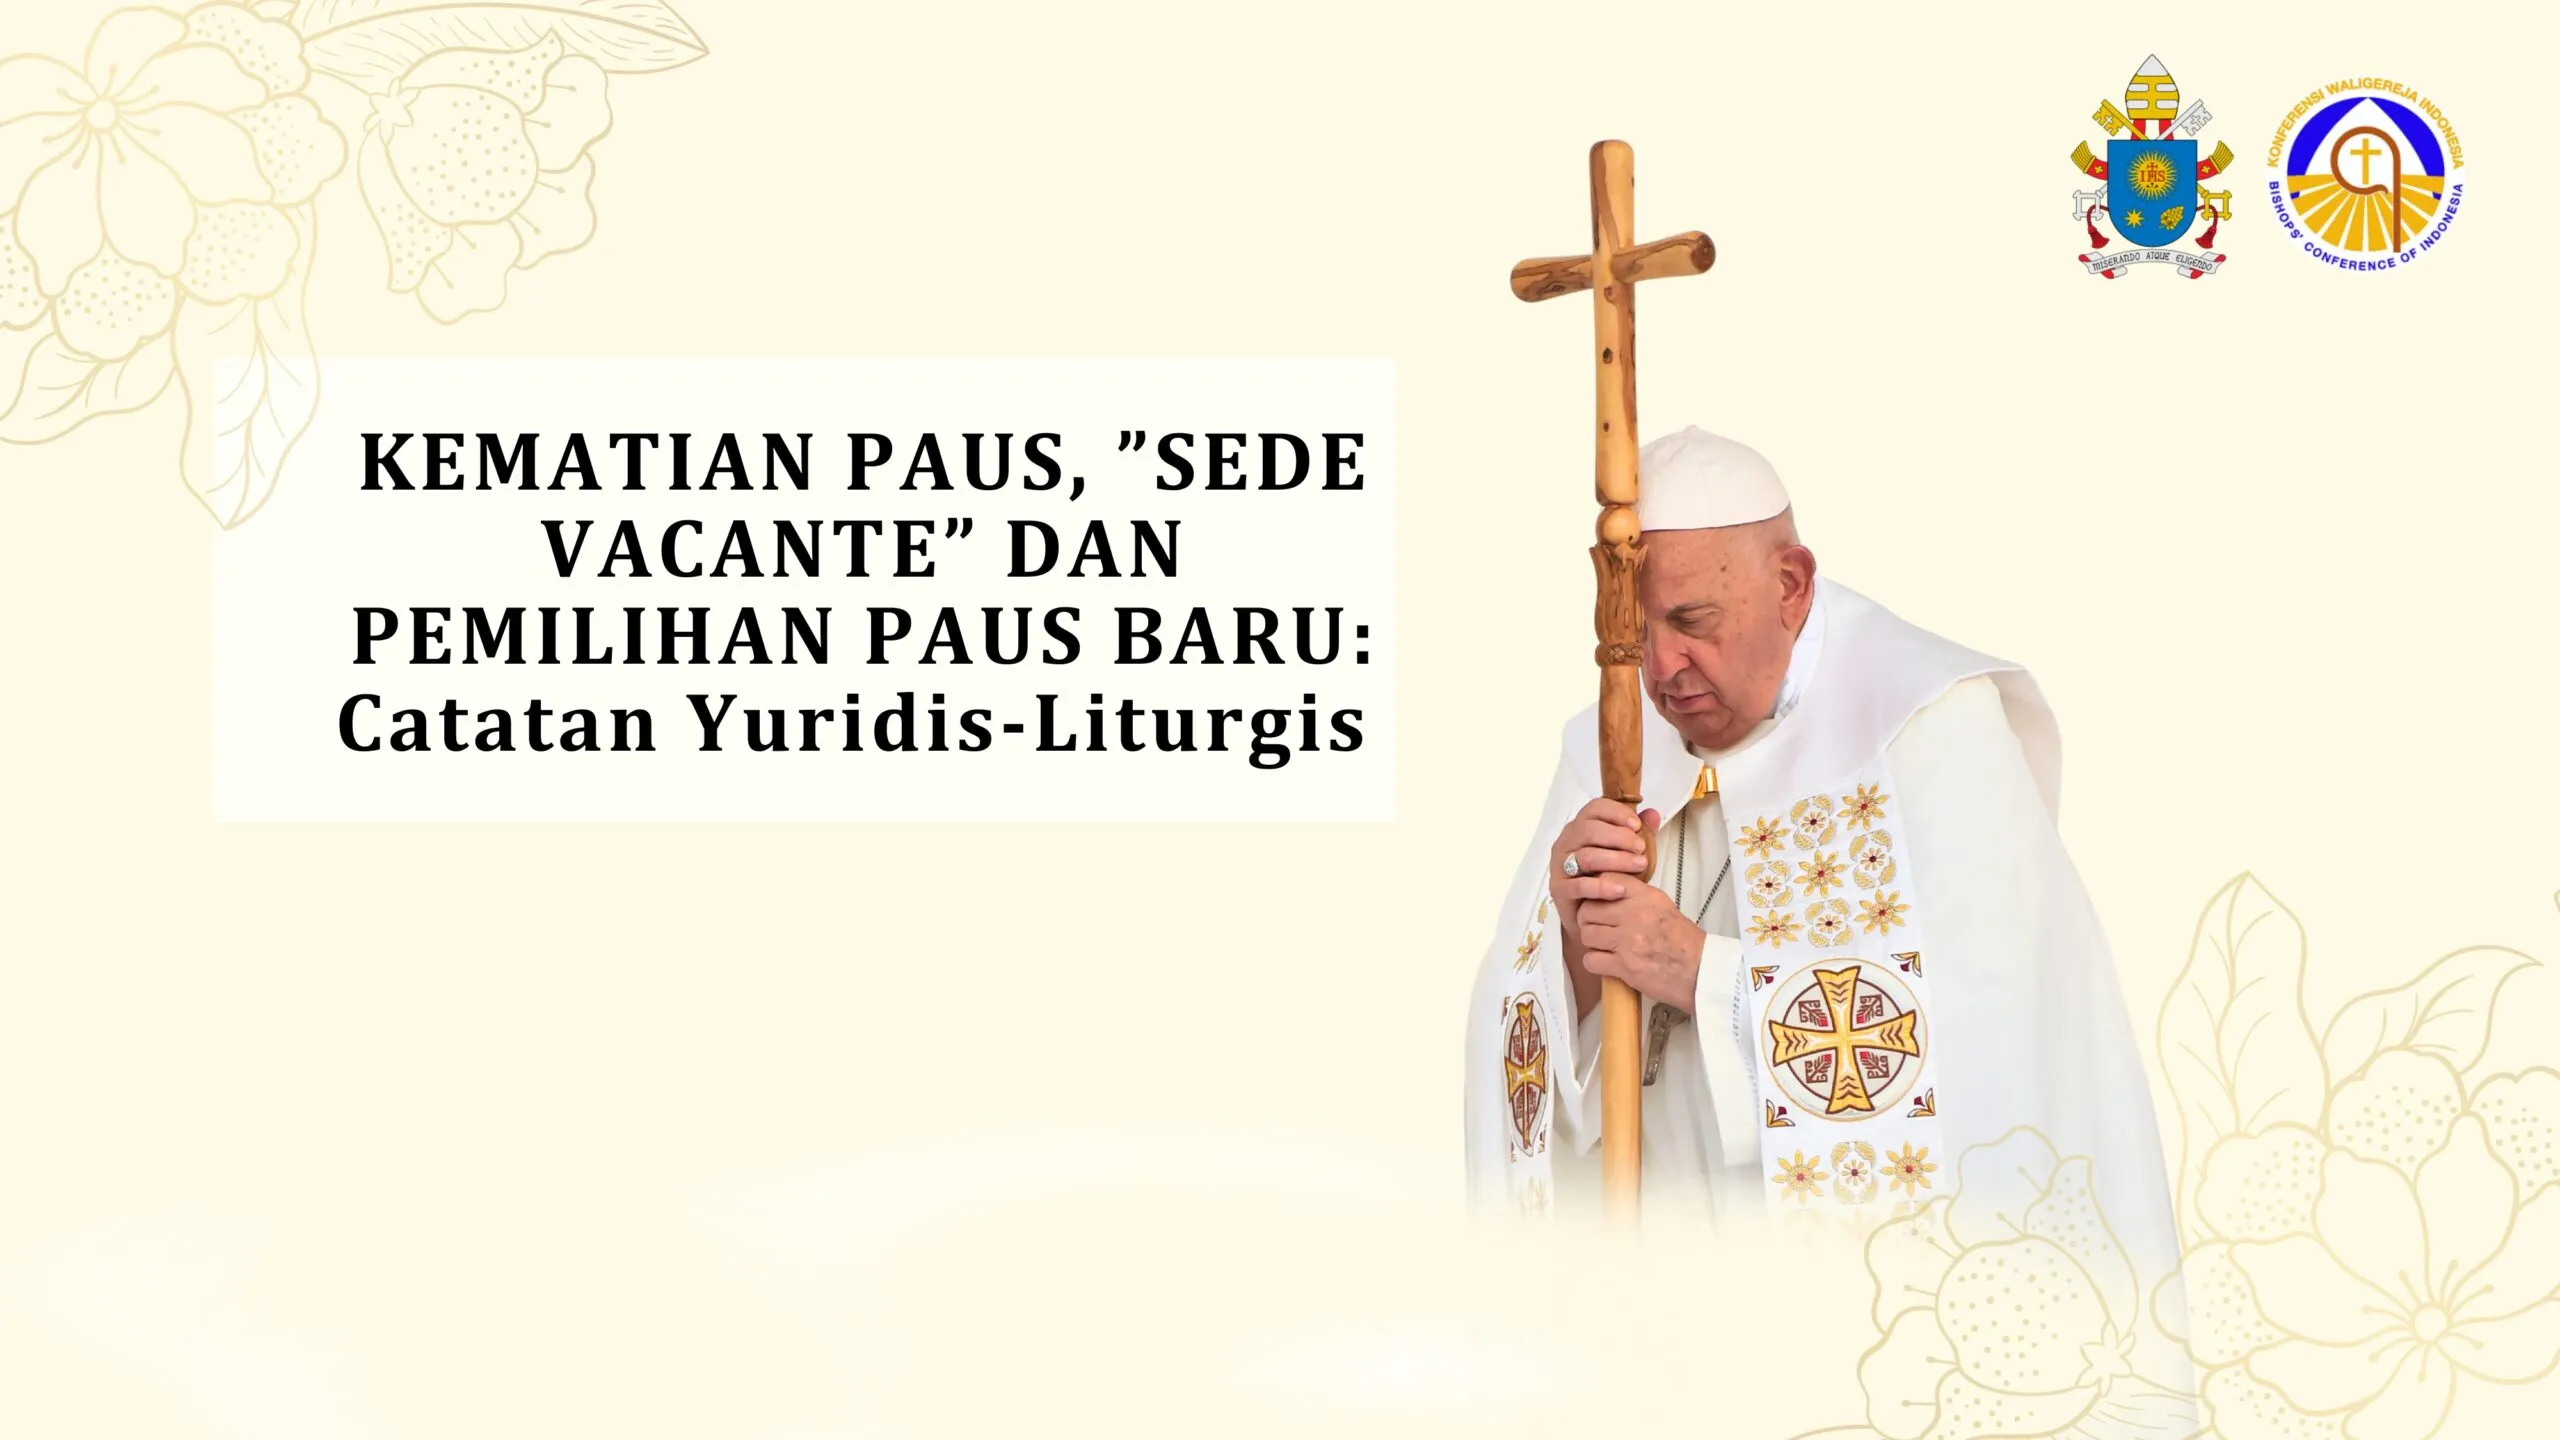 KONFERENSI WALIGEREJA INDONESIA
BISHOPS' CONFERENCE OF INDONESIA
IHS
MISERANDO ATQUE ELIGENDO
KEMATIAN PAUS, ”SEDE
VACANTE” DAN
PEMILIHAN PAUS BARU:
Catatan Yuridis-Liturgis